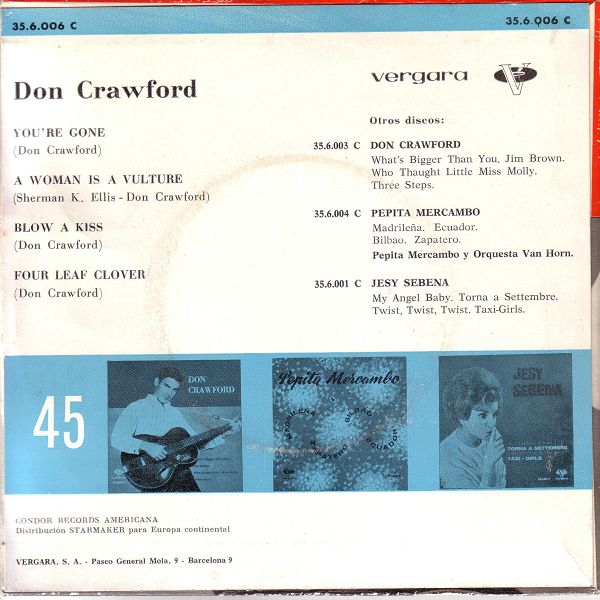 35.6.006 C
35.6.006 C
Don Crawford
vergara
V
YOU'RE GONE
(Don Crawford)
A WOMAN IS A VULTURE
(Sherman K. Ellis - Don Crawford)
BLOW A KISS
(Don Crawford)
FOUR LEAF CLOVER
(Don Crawford)
Otros discos:
35.6.003 C DON CRAWFORD
What's Bigger Than You. Jim Brown.
Who Thaught Little Miss Molly.
Three Steps.
35.6.004 C PEPITA MERCAMBO
Madrileña. Ecuador.
Bilbao. Zapatero.
Pepita Mercambo y Orquesta Van Horn.
35.6.001 C JESY SEBENA
My Angel Baby. Torna a Settembre.
Twist, Twist, Twist. Taxi-Girls.
45
DON
CRAWFORD
Pepita Mercambo
MADRILEÑA
BILBAO
ZAPATERO
ECUADOR
JESY
SEBENA
TORNA A SETTEMBRE
TAXI-GIRLS
CONDOR RECORDS AMERICANA
Distribución STARMAKER para Europa continental
VERGARA, S. A. - Paseo General Mola, 9 - Barcelona 9